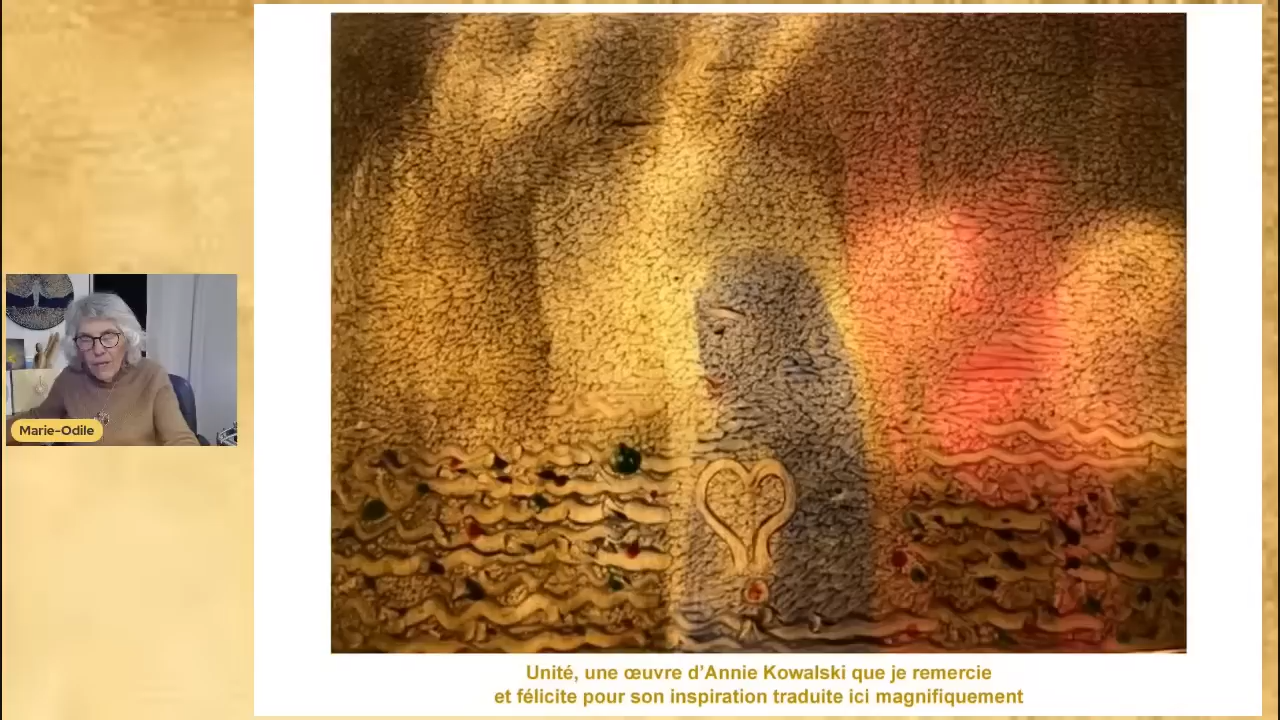 Marie-Odile
Unité, une œuvre d'Annie Kowalski que je remercie
et félicite pour son inspiration traduite ici magnifiquement